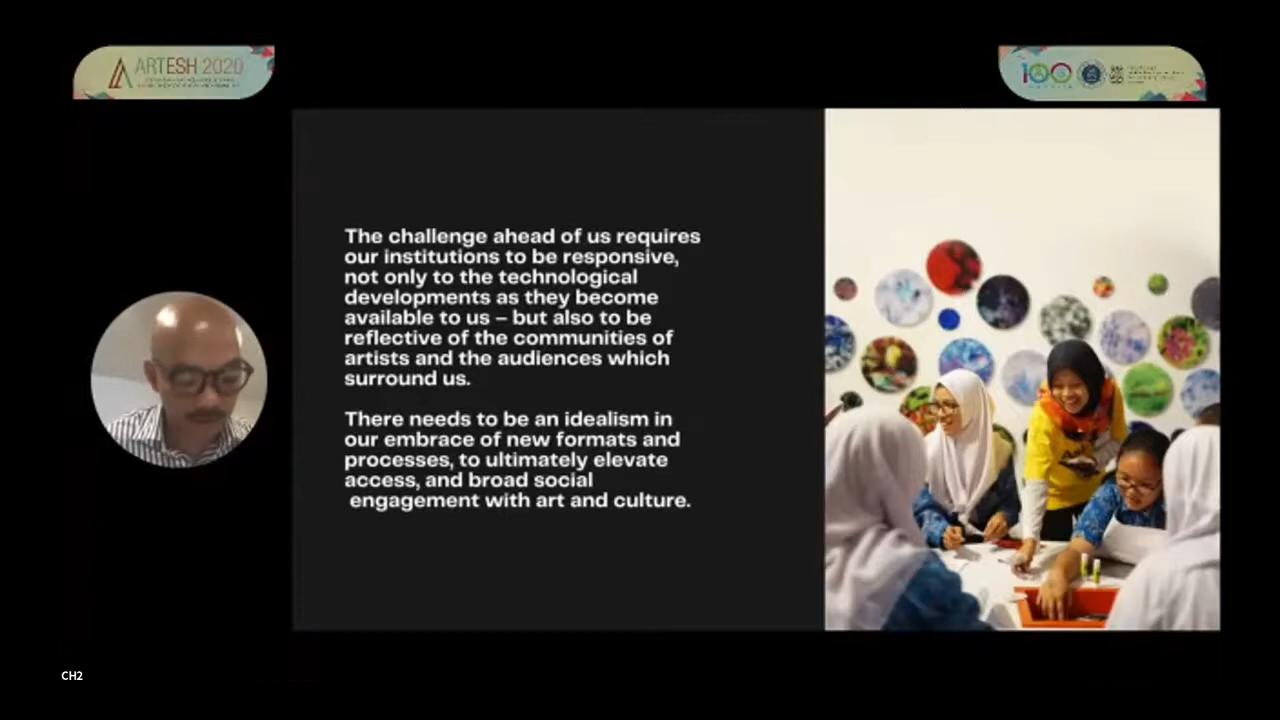 ARTESH 2020
100
The challenge ahead of us requires
our institutions to be responsive,
not only to the technological
developments as they become
available to us – but also to be
reflective of the communities of
artists and the audiences which
surround us.
There needs to be an idealism in
our embrace of new formats and
processes, to ultimately elevate
access, and broad social
engagement with art and culture.
CH2